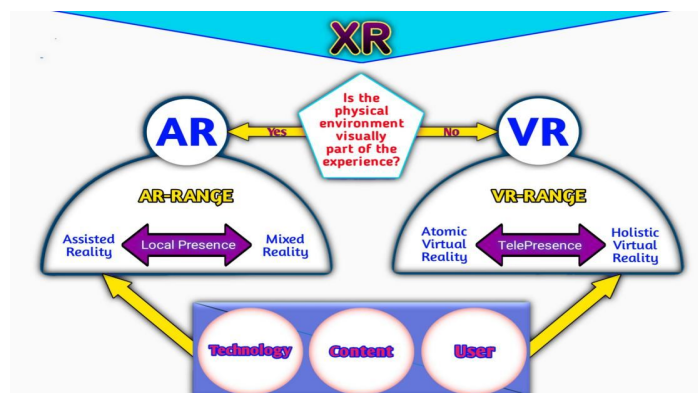 XR
Is the
physical
environment
visually
part of the
experience?
AR
Yes
No
VR
AR-RANGE
VR-RANGE
Assisted
Reality
Local Presence
Mixed
Reality
Atomic
Virtual
Reality
TelePresence
Holistic
Virtual
Reality
Technology
Content
User